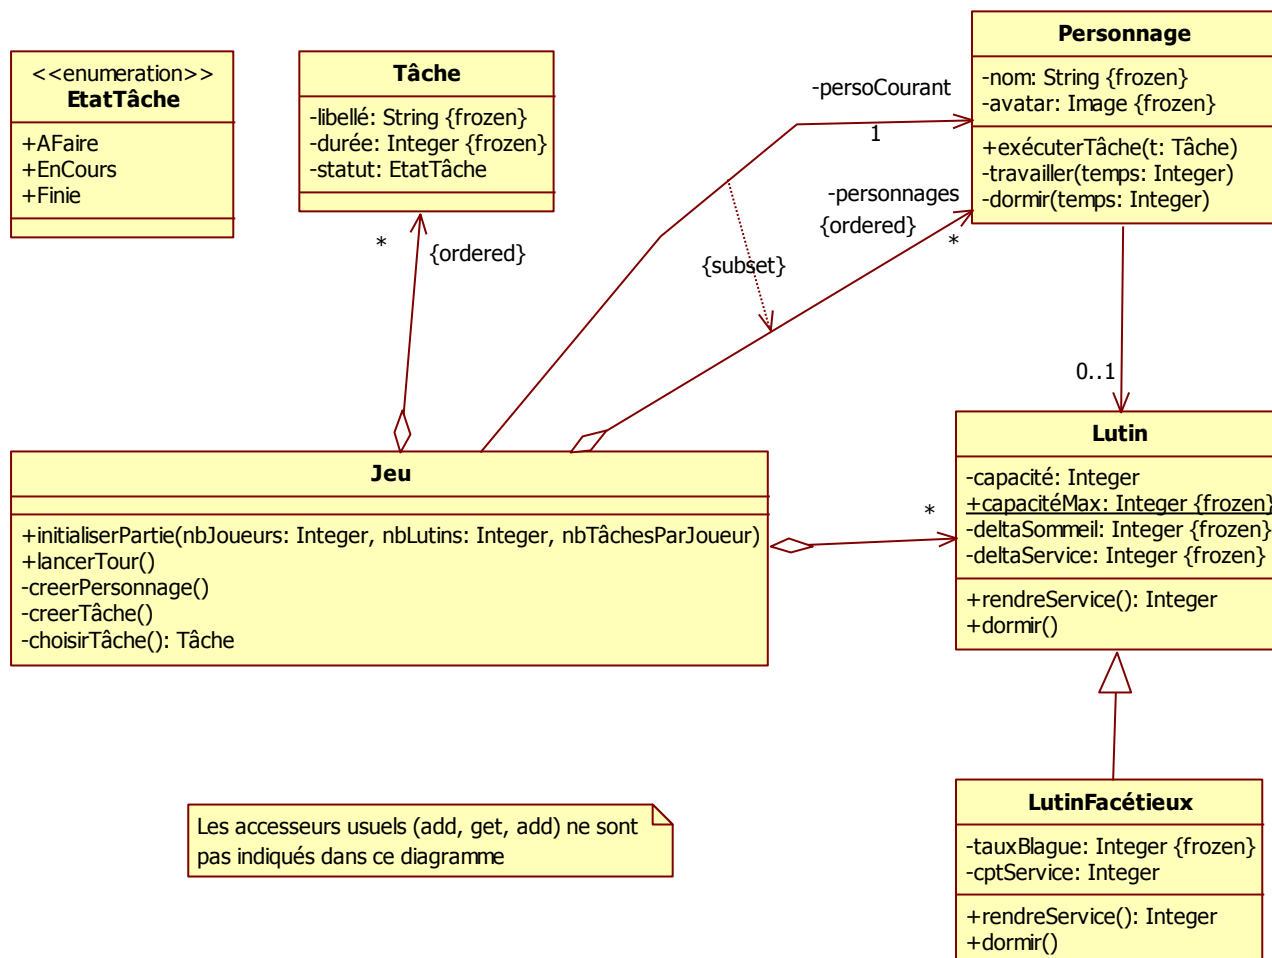 <<enumeration>>
EtatTâche
+AFaire
+EnCours
+Finie
Tâche
-libellé: String {frozen}
-durée: Integer {frozen}
-statut: EtatTâche
Personnage
-nom: String {frozen}
-avatar: Image {frozen}
+exécuterTâche(t: Tâche)
-travailler(temps: Integer)
-dormir(temps: Integer)
-persoCourant
1
-personnages
{ordered}
*
{subset}
*
{ordered}
0..1
Jeu
+initialiserPartie(nbJoueurs: Integer, nbLutins: Integer, nbTâchesParJoueur)
+lancerTour()
-creerPersonnage()
-creerTâche()
-choisirTâche(): Tâche
*
Lutin
-capacité: Integer
+capacitéMax: Integer {frozen}
-deltaSommeil: Integer {frozen}
-deltaService: Integer {frozen}
+rendreService(): Integer
+dormir()
Les accesseurs usuels (add, get, add) ne sont
pas indiqués dans ce diagramme
LutinFacétieux
-tauxBlague: Integer {frozen}
-cptService: Integer
+rendreService(): Integer
+dormir()